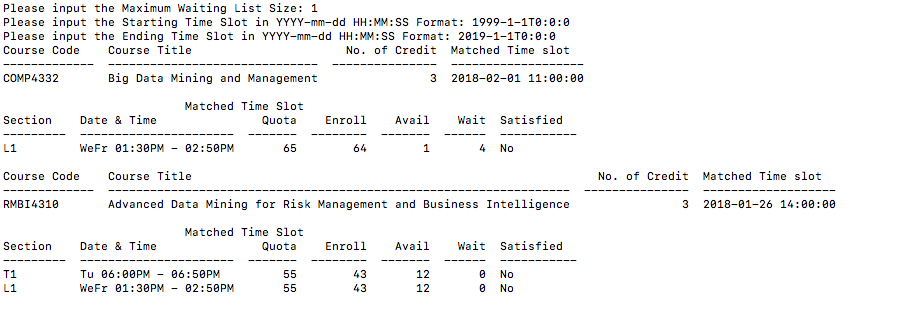 Please input the Maximum Waiting List Size: 1
Please input the Starting Time Slot in YYYY-mm-dd HH:MM:SS Format: 1999-1-1T0:0:0
Please input the Ending Time Slot in YYYY-mm-dd HH:MM:SS Format: 2019-1-1T0:0:0
Course Code    Course Title                      No. of Credit  Matched Time slot
-------------  ------------------------------  ---------------  -------------------
COMP4332       Big Data Mining and Management                3  2018-02-01 11:00:00

                          Matched Time Slot
Section    Date & Time               Quota    Enroll    Avail    Wait  Satisfied
---------  ----------------------  -------  --------  -------  ------  -----------
L1         WeFr 01:30PM - 02:50PM       65        64        1       4  No

Course Code    Course Title                                                          No. of Credit  Matched Time slot
-------------  ------------------------------------------------------------------  ---------------  -------------------
RMBI4310       Advanced Data Mining for Risk Management and Business Intelligence                3  2018-01-26 14:00:00

                          Matched Time Slot
Section    Date & Time               Quota    Enroll    Avail    Wait  Satisfied
---------  ----------------------  -------  --------  -------  ------  -----------
T1         Tu 06:00PM - 06:50PM         55        43       12       0  No
L1         WeFr 01:30PM - 02:50PM       55        43       12       0  No